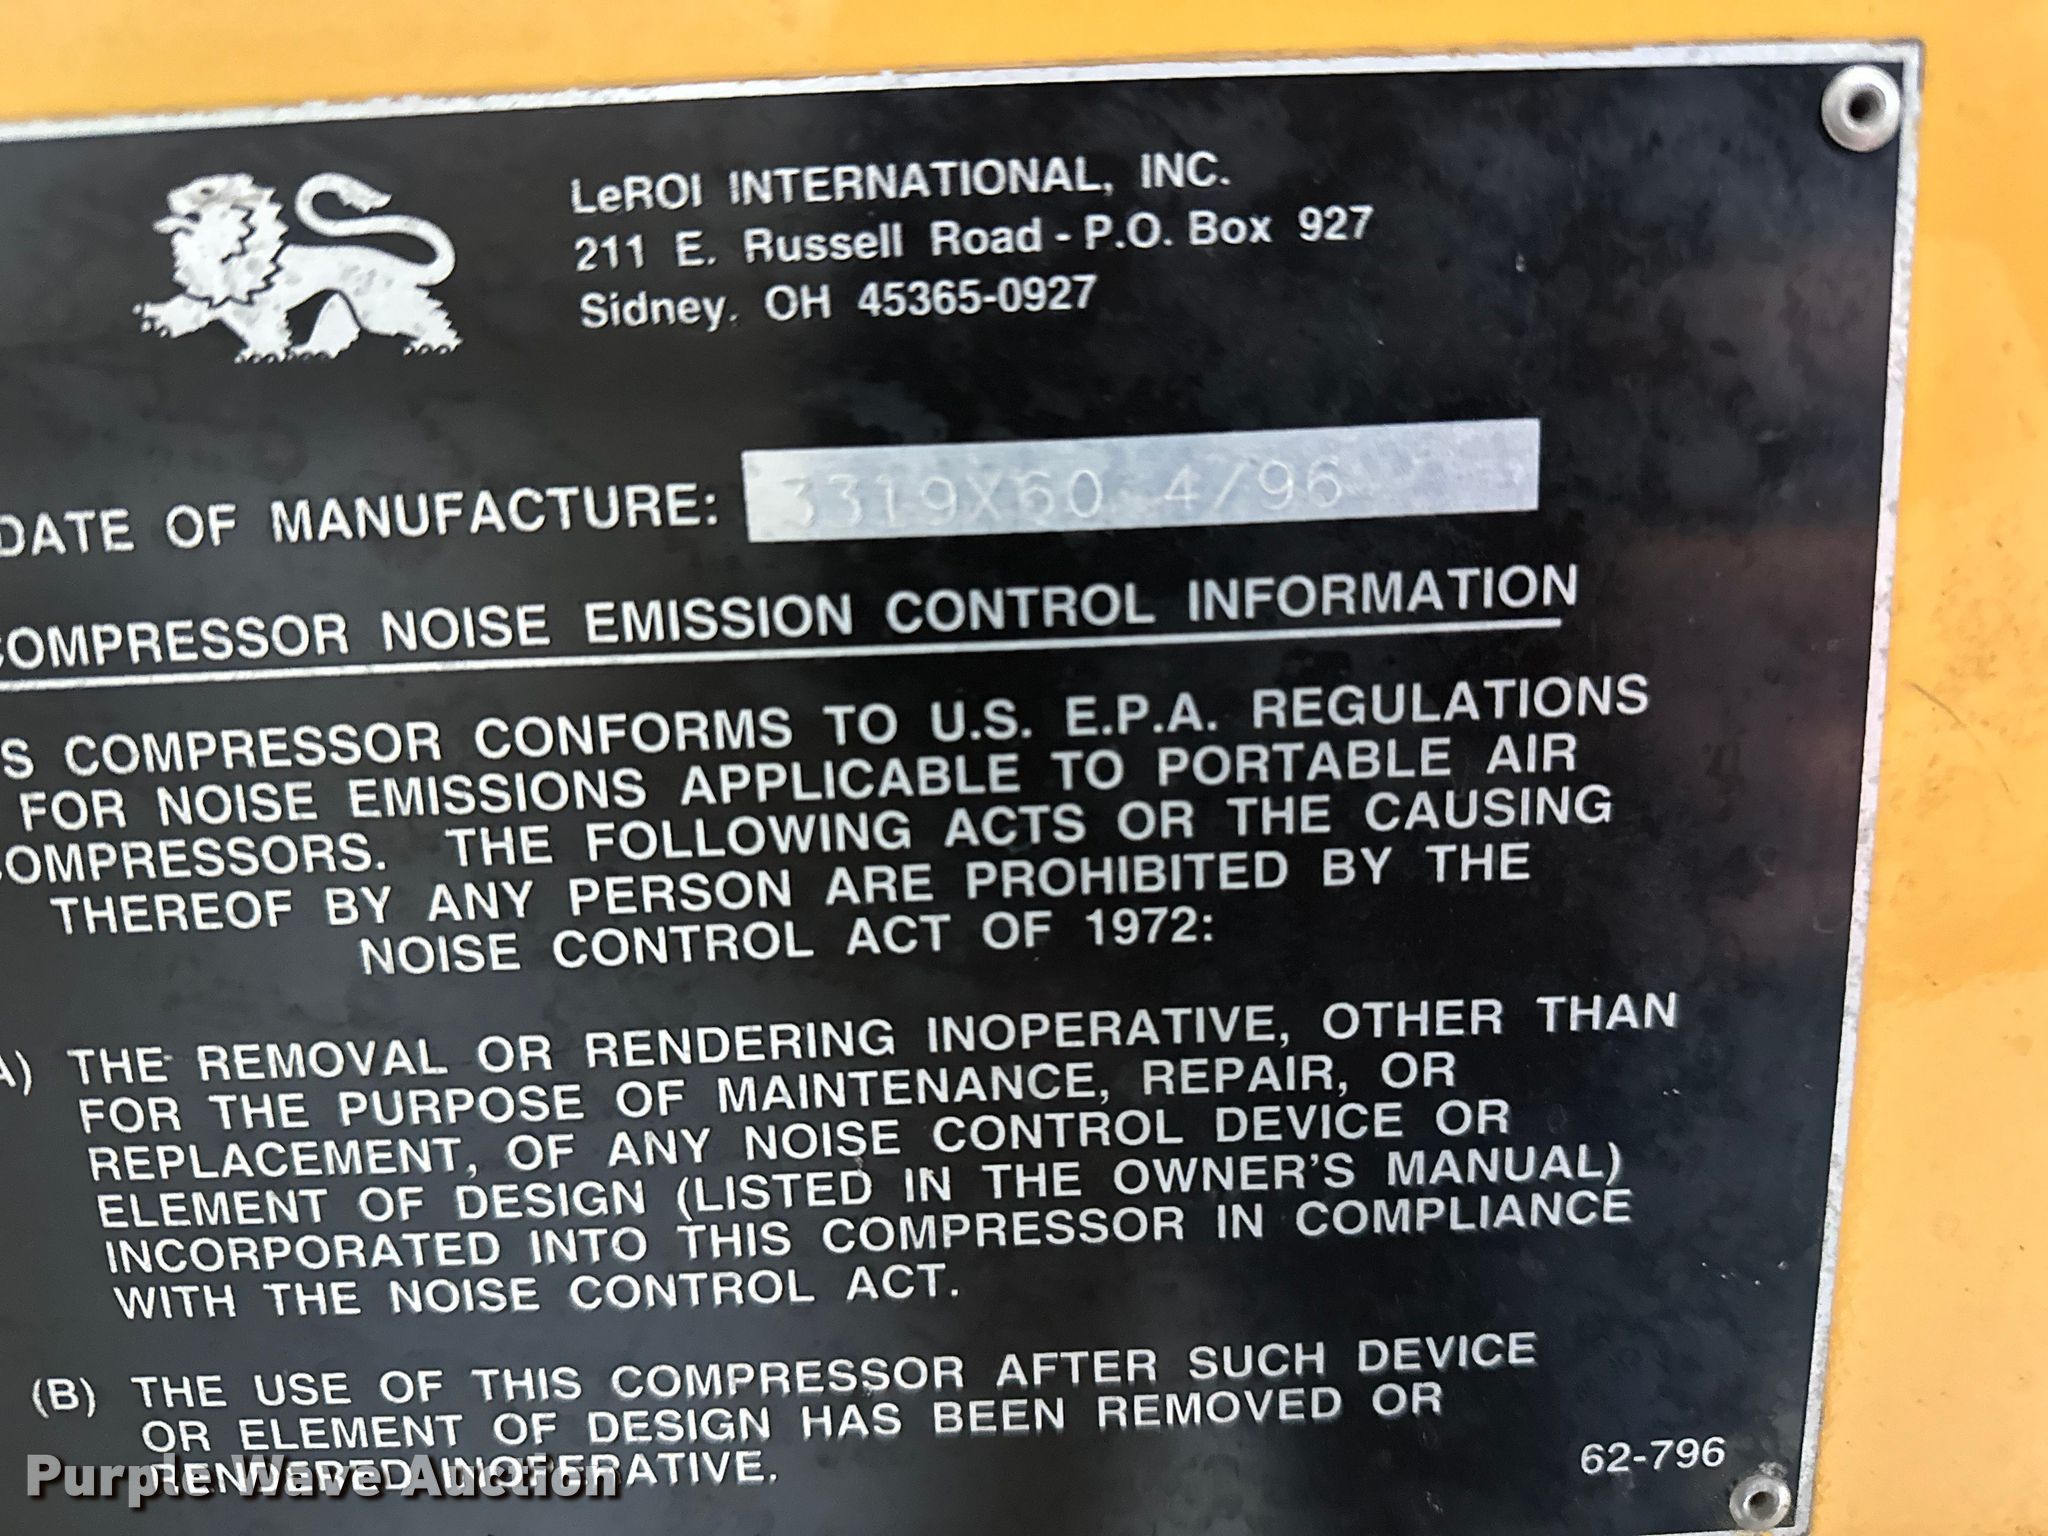 LeROI INTERNATIONAL, INC.
211 E. Russell Road - P.O. Box 927
Sidney, OH 45365-0927
DATE OF MANUFACTURE: 3319X60 4/96
COMPRESSOR NOISE EMISSION CONTROL INFORMATION
S COMPRESSOR CONFORMS TO U.S. E.P.A. REGULATIONS
FOR NOISE EMISSIONS APPLICABLE TO PORTABLE AIR
COMPRESSORS. THE FOLLOWING ACTS OR THE CAUSING
THEREOF BY ANY PERSON ARE PROHIBITED BY THE
NOISE CONTROL ACT OF 1972:
A) THE REMOVAL OR RENDERING INOPERATIVE, OTHER THAN
FOR THE PURPOSE OF MAINTENANCE, REPAIR, OR
REPLACEMENT, OF ANY NOISE CONTROL DEVICE OR
ELEMENT OF DESIGN (LISTED IN THE OWNER'S MANUAL)
INCORPORATED INTO THIS COMPRESSOR IN COMPLIANCE
WITH THE NOISE CONTROL ACT.
(B) THE USE OF THIS COMPRESSOR AFTER SUCH DEVICE
OR ELEMENT OF DESIGN HAS BEEN REMOVED OR
RENDERED INOPERATIVE.
62-796
Purple Wave Auction